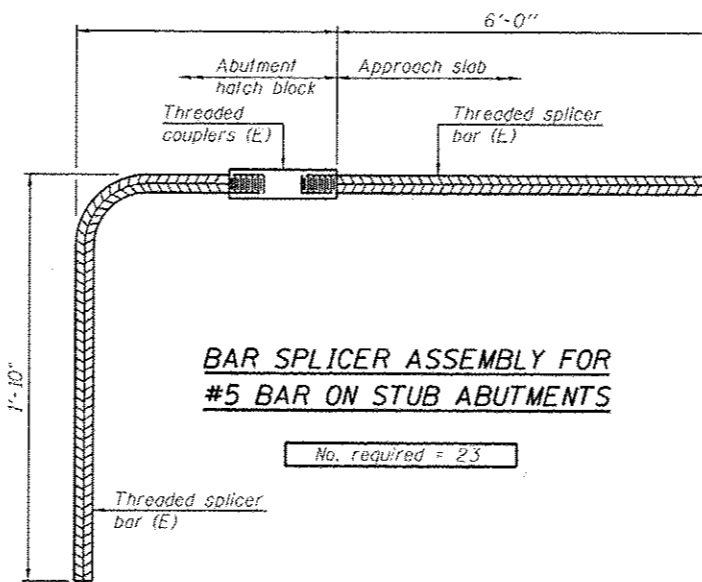 6'-0"
Abutment
hatch block
Approach slab
Threaded
couplers (E)
Threaded splicer
bar (E)
1'-10"
BAR SPLICER ASSEMBLY FOR
#5 BAR ON STUB ABUTMENTS
No. required = 23
Threaded splicer
bar (E)